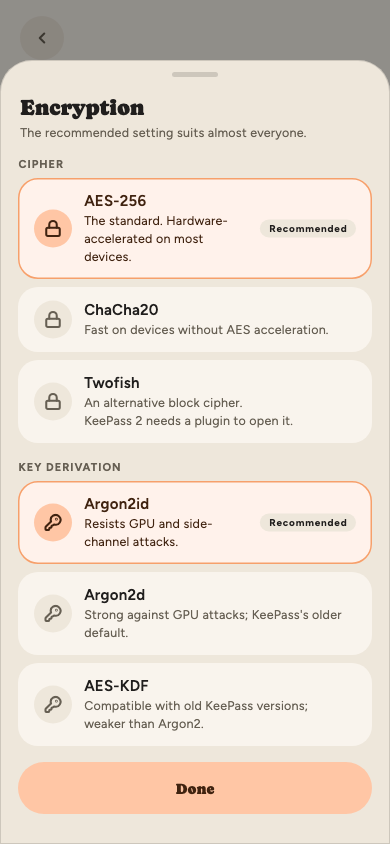 Encryption
The recommended setting suits almost everyone.
CIPHER
AES-256
The standard. Hardware-
accelerated on most
devices.
Recommended
ChaCha20
Fast on devices without AES acceleration.
Twofish
An alternative block cipher.
KeePass 2 needs a plugin to open it.
KEY DERIVATION
Argon2id
Resists GPU and side-
channel attacks.
Recommended
Argon2d
Strong against GPU attacks; KeePass's older
default.
AES-KDF
Compatible with old KeePass versions;
weaker than Argon2.
Done